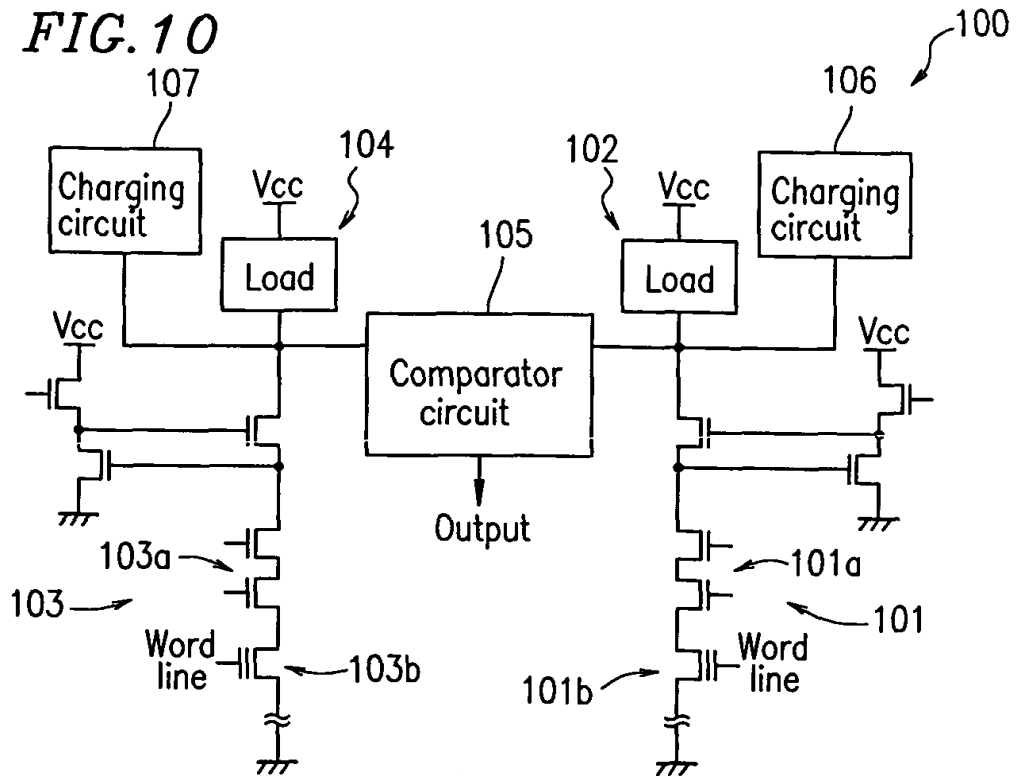 FIG. 10
100
107
106
104
102
Charging
circuit
Vcc
Load
105
Vcc
Load
Charging
circuit
Vcc
Comparator
circuit
Vcc
Output
103a
101a
103
101
Word
line
103b
101b
Word
line